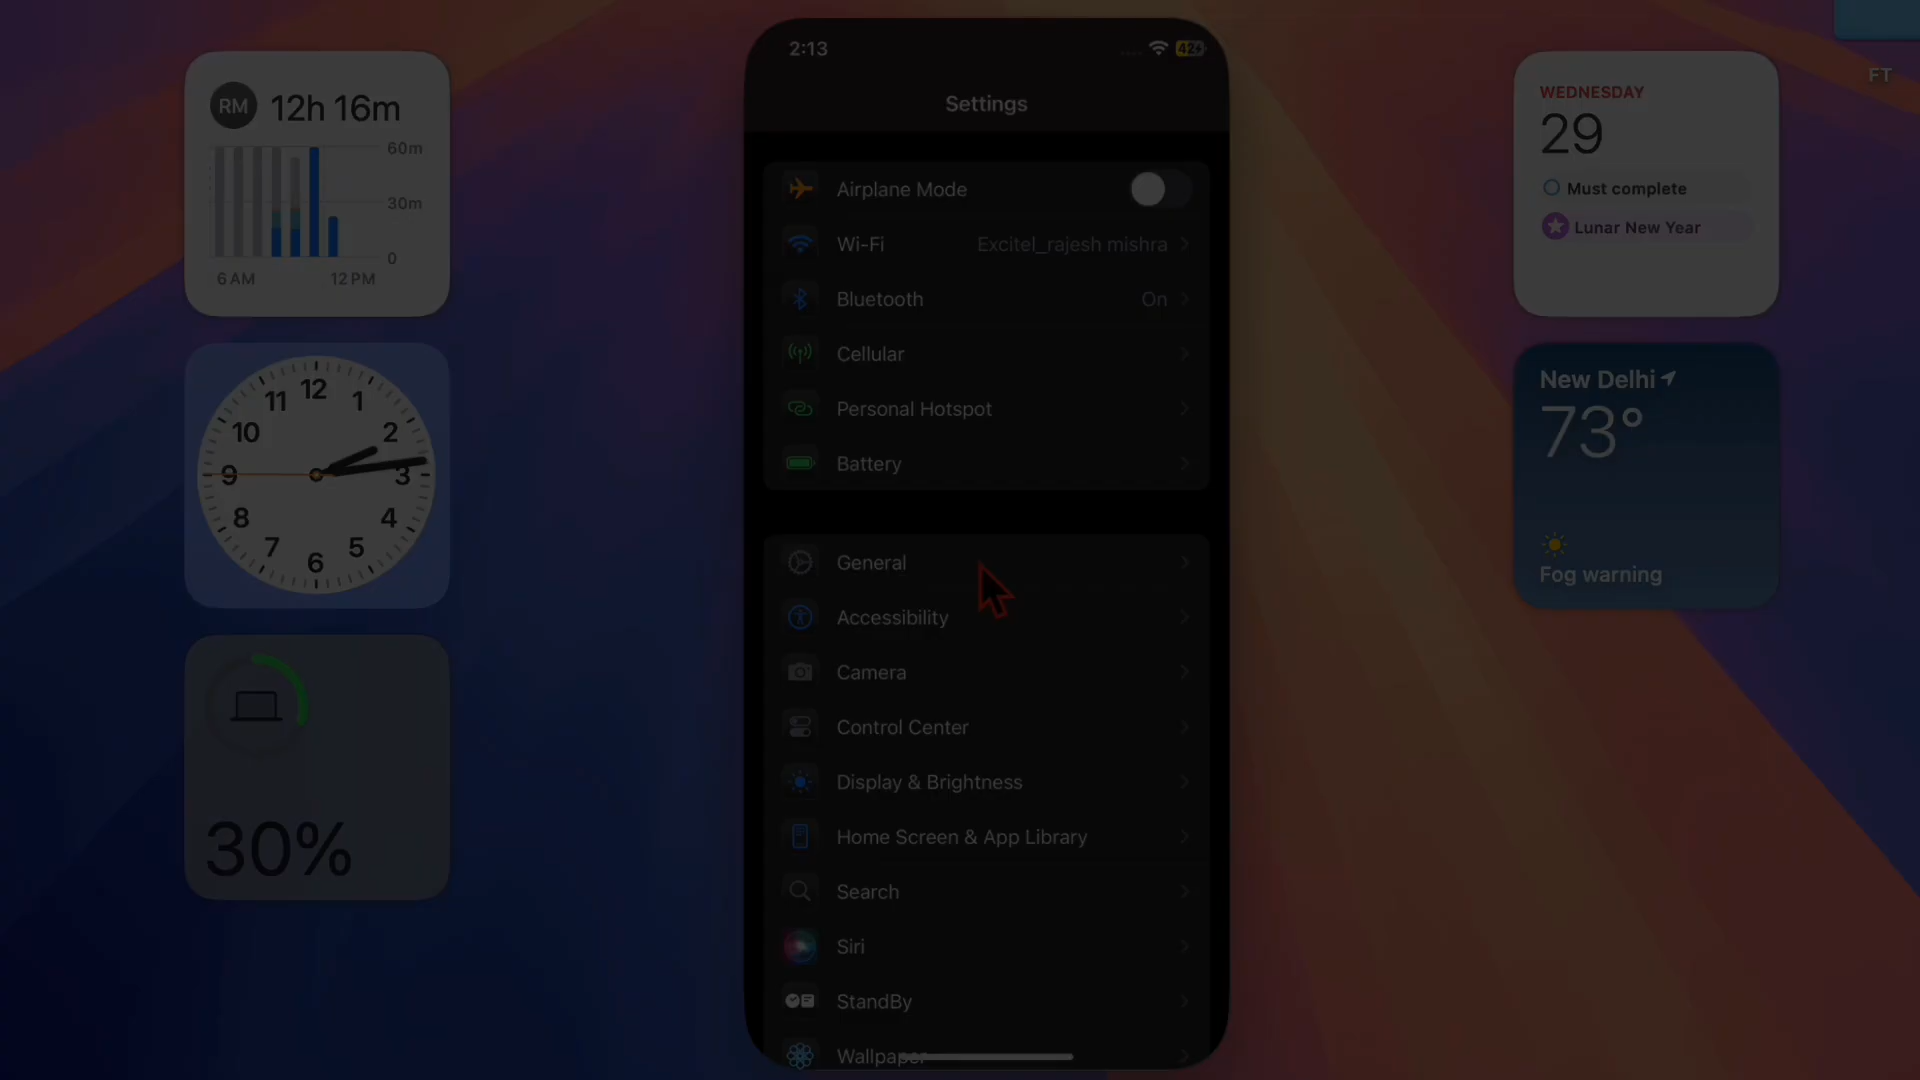 RM 12h 16m
60m
30m
0
6 AM 12 PM
12
11 1
10 2
9 3
8 4
7 5
6
30%
2:13
42
Settings
Airplane Mode
Wi-Fi Excitel_rajesh mishra
Bluetooth On
Cellular
Personal Hotspot
Battery
General
Accessibility
Camera
Control Center
Display & Brightness
Home Screen & App Library
Search
Siri
StandBy
Wallpaper
WEDNESDAY
29
Must complete
Lunar New Year
New Delhi
73°
Fog warning
FT